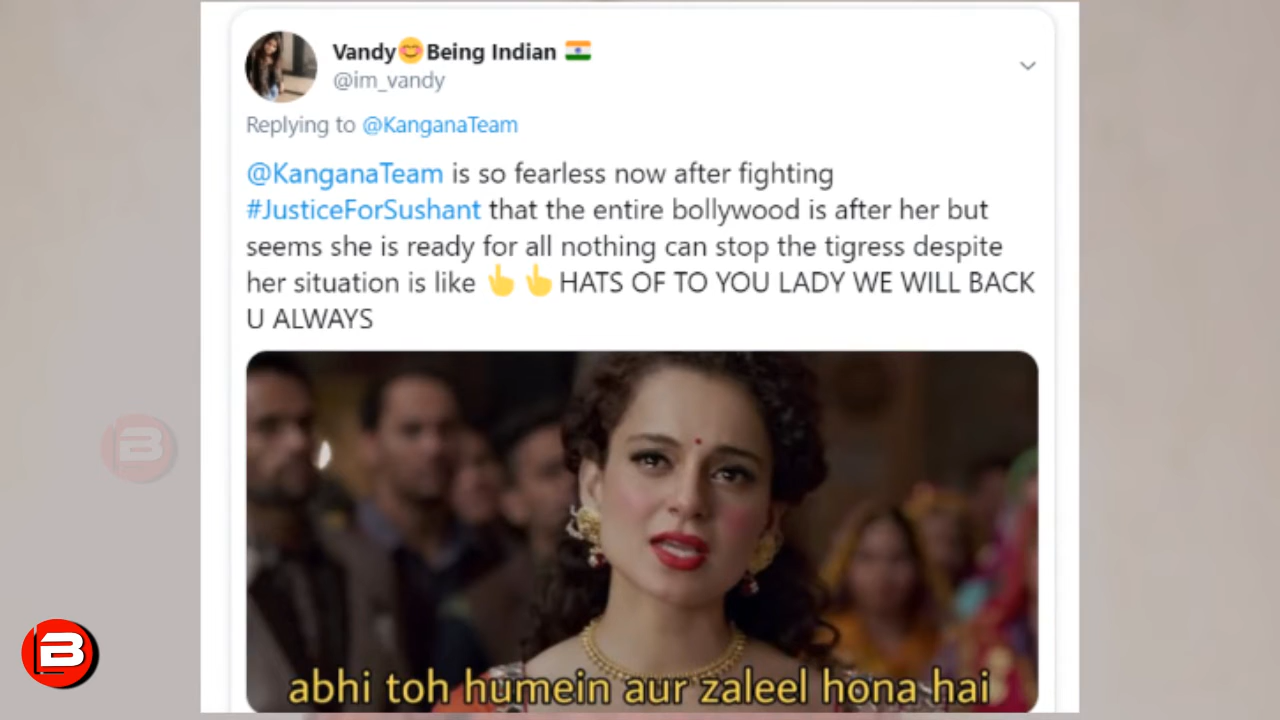 Vandy😊Being Indian 🇮🇳
@im_vandy
Replying to @KanganaTeam
@KanganaTeam is so fearless now after fighting
#JusticeForSushant that the entire bollywood is after her but
seems she is ready for all nothing can stop the tigress despite
her situation is like 👆 👆 HATS OF TO YOU LADY WE WILL BACK
U ALWAYS
abhi toh humein aur zaleel hona hai
B
B